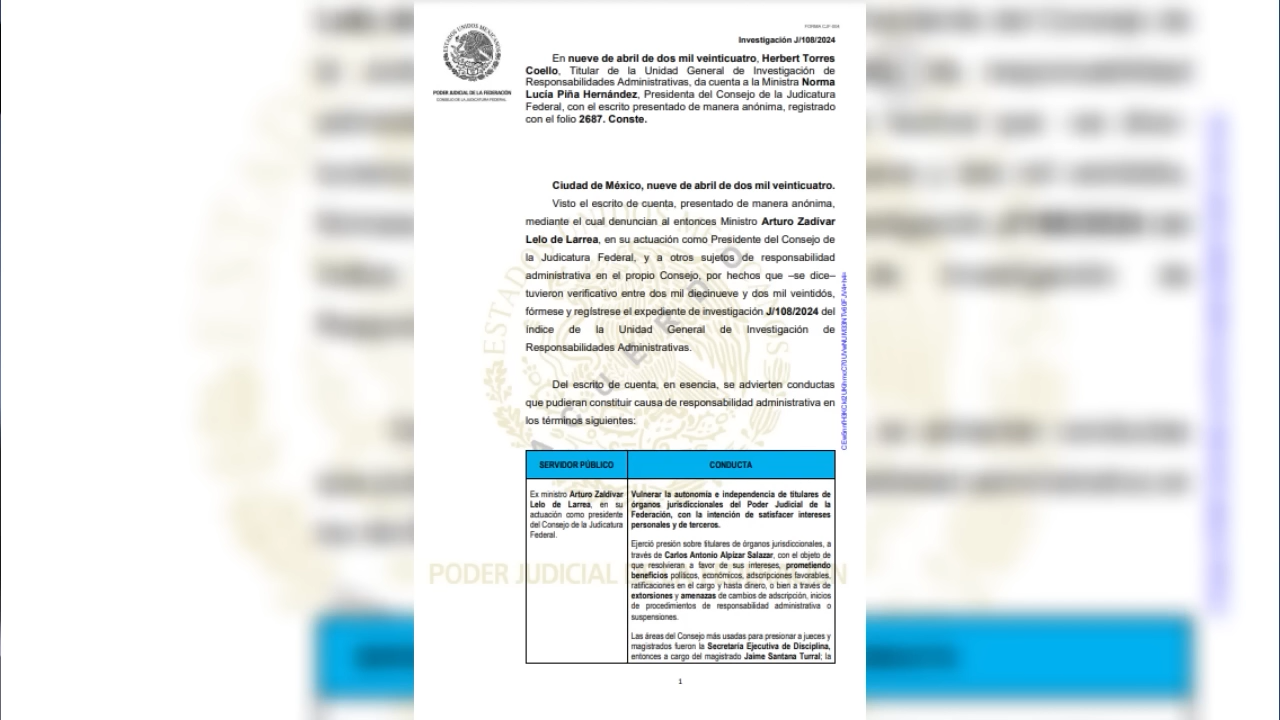 FORMA CJF-004
Investigación J/108/2024
ESTADOS UNIDOS MEXICANOS
PODER JUDICIAL DE LA FEDERACIÓN
CONSEJO DE LA JUDICATURA FEDERAL
En nueve de abril de dos mil veinticuatro, Herbert Torres
Coello, Titular de la Unidad General de Investigación de
Responsabilidades Administrativas, da cuenta a la Ministra Norma
Lucía Piña Hernández, Presidenta del Consejo de la Judicatura
Federal, con el escrito presentado de manera anónima, registrado
con el folio 2687. Conste.
Ciudad de México, nueve de abril de dos mil veinticuatro.
Visto el escrito de cuenta, presentado de manera anónima,
mediante el cual denuncian al entonces Ministro Arturo Zadívar
Lelo de Larrea, en su actuación como Presidente del Consejo de
la Judicatura Federal, y a otros sujetos de responsabilidad
administrativa en el propio Consejo, por hechos que –se dice–
tuvieron verificativo entre dos mil diecinueve y dos mil veintidós,
fórmese y regístrese el expediente de investigación J/108/2024 del
índice de la Unidad General de Investigación de
Responsabilidades Administrativas.
Del escrito de cuenta, en esencia, se advierten conductas
que pudieran constituir causa de responsabilidad administrativa en
los términos siguientes:
ACUERDO
SERVIDOR PÚBLICO
CONDUCTA
Ex ministro Arturo Zaldívar
Lelo de Larrea, en su
actuación como presidente
del Consejo de la Judicatura
Federal.
Vulnerar la autonomía e independencia de titulares de
órganos jurisdiccionales del Poder Judicial de la
Federación, con la intención de satisfacer intereses
personales y de terceros.
Ejerció presión sobre titulares de órganos jurisdiccionales, a
través de Carlos Antonio Alpízar Salazar, con el objeto de
que resolvieran a favor de sus intereses, prometiendo
beneficios políticos, económicos, adscripciones favorables,
ratificaciones en el cargo y hasta dinero, o bien a través de
extorsiones y amenazas de cambios de adscripción, inicios
de procedimientos de responsabilidad administrativa o
suspensiones.
Las áreas del Consejo más usadas para presionar a jueces y
magistrados fueron la Secretaría Ejecutiva de Disciplina,
entonces a cargo del magistrado Jaime Santana Turral; la
PODER JUDICIAL
1